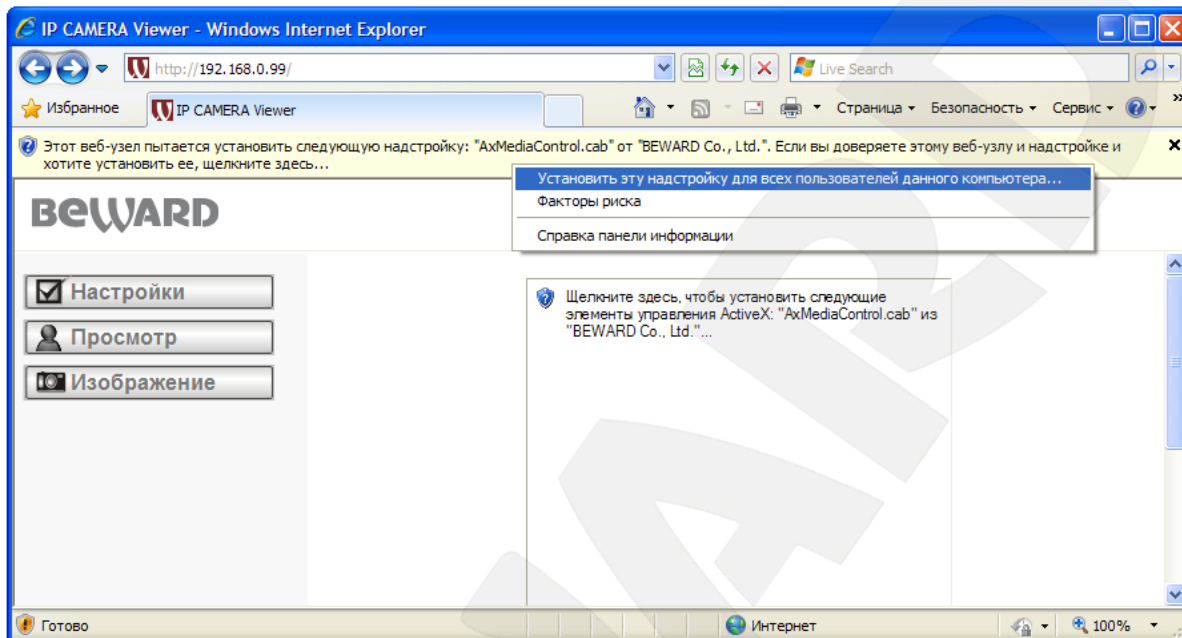 IP CAMERA Viewer - Windows Internet Explorer
http://192.168.0.99/
Live Search
Избранное
IP CAMERA Viewer
Страница
Безопасность
Сервис
»
Этот веб-узел пытается установить следующую надстройку: "AxMediaControl.cab" от "BEWARD Co., Ltd.". Если вы доверяете этому веб-узлу и надстройке и
хотите установить ее, щелкните здесь...
Установить эту надстройку для всех пользователей данного компьютера...
Факторы риска
Справка панели информации
BEWARD
Настройки
Просмотр
Изображение
Щелкните здесь, чтобы установить следующие
элементы управления ActiveX: "AxMediaControl.cab" из
"BEWARD Co., Ltd."...
Готово
Интернет
100%